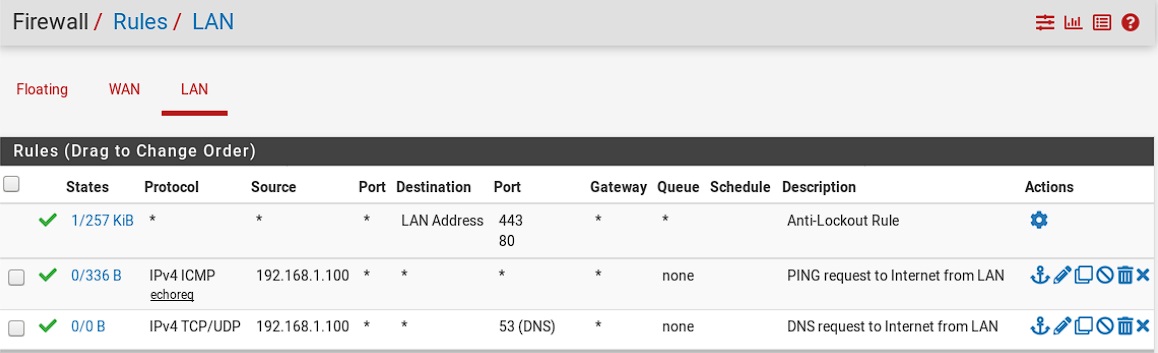 Firewall / Rules / LAN
Floating WAN LAN
Rules (Drag to Change Order)
States Protocol Source Port Destination Port Gateway Queue Schedule Description Actions
1/257 KiB * * * LAN Address 443 * * Anti-Lockout Rule
80
0/336 B IPv4 ICMP 192.168.1.100 * * * * none PING request to Internet from LAN
echoreq
0/0 B IPv4 TCP/UDP 192.168.1.100 * * 53 (DNS) * none DNS request to Internet from LAN